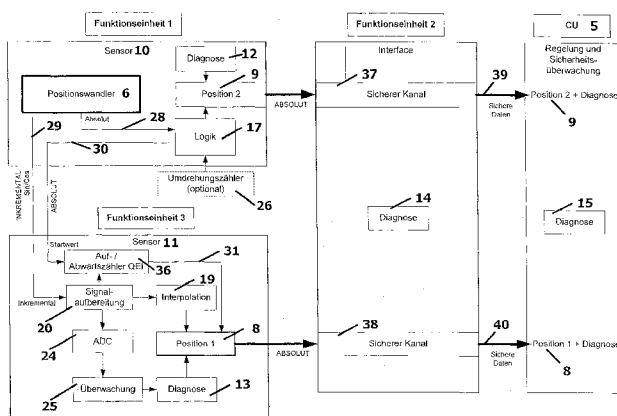 Funktionseinheit 1
Funktionseinheit 2
CU 5
Sensor 10
Diagnose
12
Interface
Regelung und
Sicherheits-
überwachung
Positionswandler 6
Position 2
9
37
Sicherer Kanal
ABSOLUT
39
Sichere
Daten
Position 2 + Diagnose
9
Absolut
28
29
30
Logik
17
INKREMENTAL
Sin/Cos
ABSOLUT
Umdrehungszähler
(optional)
26
Funktionseinheit 3
14
Diagnose
15
Diagnose
Sensor 11
Startwert
Auf- /
Abwärtszähler QEI
36
31
19
Inkremental
Signal-
aufbereitung
20
Interpolation
ADC
24
Position 1
8
ABSOLUT
38
Sicherer Kanal
40
Sichere
Daten
Position 1 + Diagnose
8
Überwachung
25
Diagnose
13